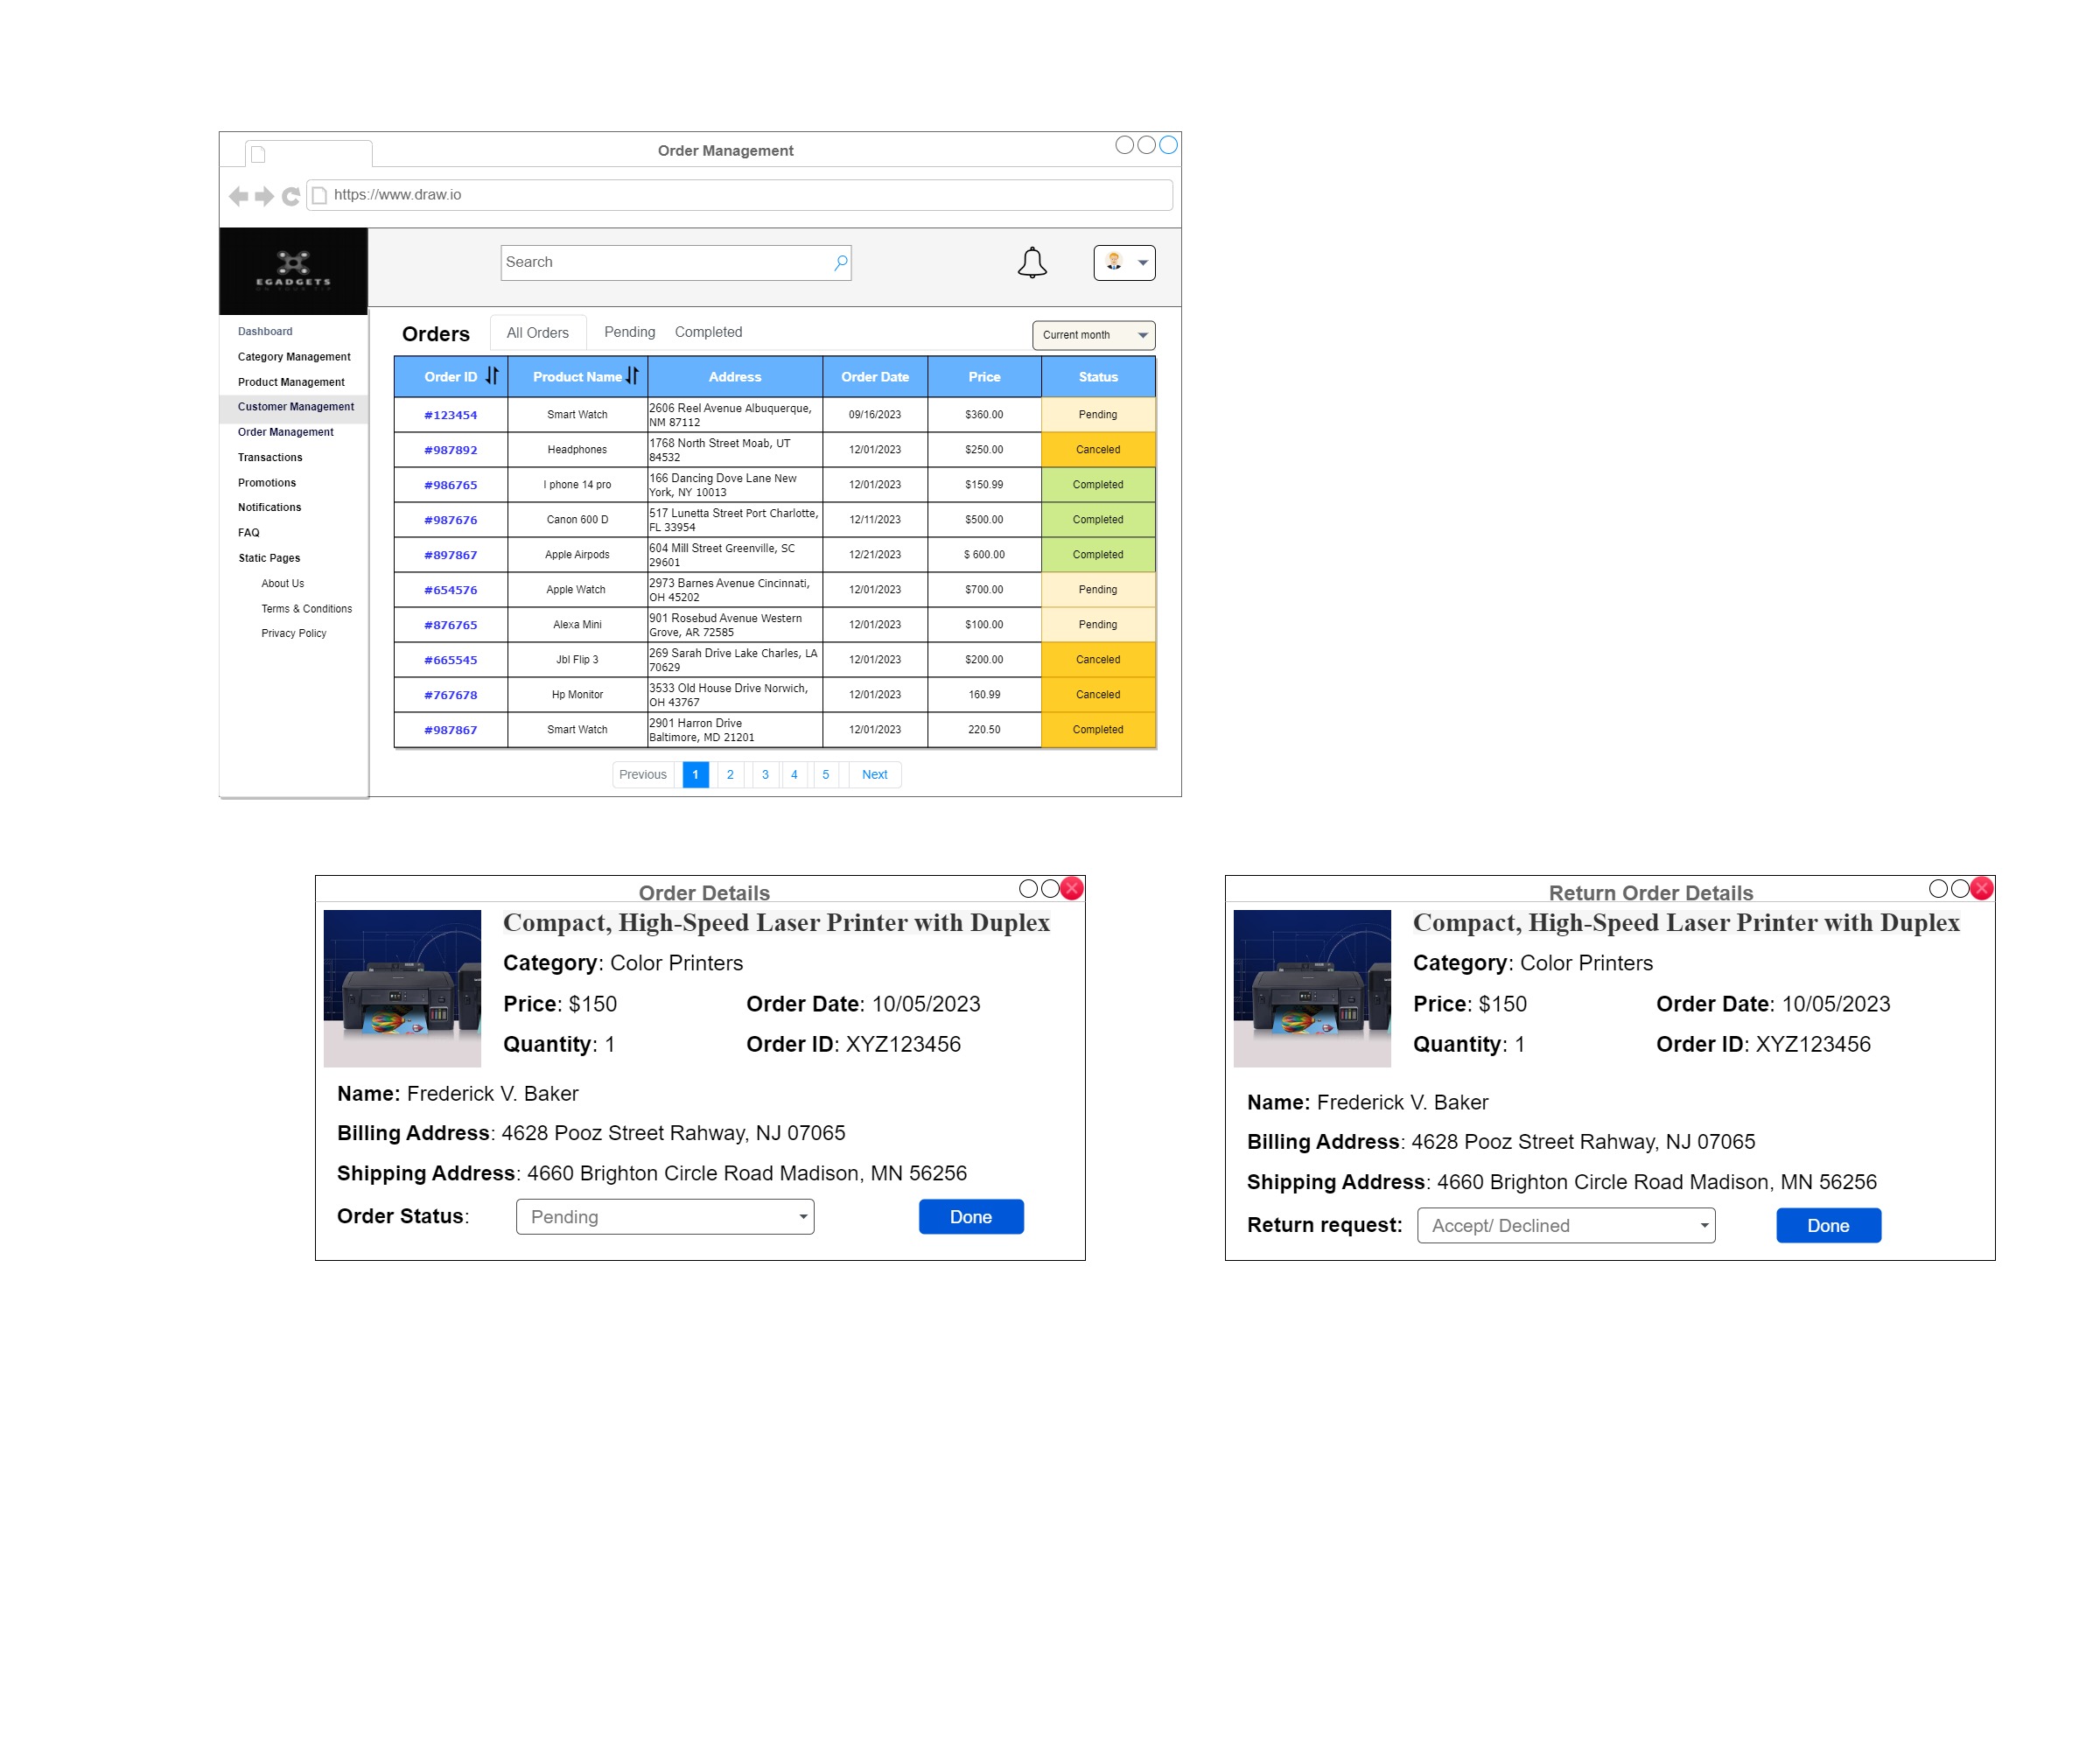 Order Management
https://www.draw.io
EGADGETS
Search
Dashboard
Category Management
Product Management
Customer Management
Order Management
Transactions
Promotions
Notifications
FAQ
Static Pages
About Us
Terms & Conditions
Privacy Policy
Orders All Orders Pending Completed Current month
Order ID Product Name Address Order Date Price Status
#123454 Smart Watch 2606 Reel Avenue Albuquerque, NM 87112 09/16/2023 $360.00 Pending
#987892 Headphones 1768 North Street Moab, UT 84532 12/01/2023 $250.00 Canceled
#986765 I phone 14 pro 166 Dancing Dove Lane New York, NY 10013 12/01/2023 $150.99 Completed
#987676 Canon 600 D 517 Lunetta Street Port Charlotte, FL 33954 12/11/2023 $500.00 Completed
#897867 Apple Airpods 604 Mill Street Greenville, SC 29601 12/21/2023 $ 600.00 Completed
#654576 Apple Watch 2973 Barnes Avenue Cincinnati, OH 45202 12/01/2023 $700.00 Pending
#876765 Alexa Mini 901 Rosebud Avenue Western Grove, AR 72585 12/01/2023 $100.00 Pending
#665545 Jbl Flip 3 269 Sarah Drive Lake Charles, LA 70629 12/01/2023 $200.00 Canceled
#767678 Hp Monitor 3533 Old House Drive Norwich, OH 43767 12/01/2023 160.99 Canceled
#987867 Smart Watch 2901 Harron Drive Baltimore, MD 21201 12/01/2023 220.50 Completed
Previous 1 2 3 4 5 Next
Order Details
Compact, High-Speed Laser Printer with Duplex
Category: Color Printers
Price: $150 Order Date: 10/05/2023
Quantity: 1 Order ID: XYZ123456
Name: Frederick V. Baker
Billing Address: 4628 Pooz Street Rahway, NJ 07065
Shipping Address: 4660 Brighton Circle Road Madison, MN 56256
Order Status: Pending Done
Return Order Details
Compact, High-Speed Laser Printer with Duplex
Category: Color Printers
Price: $150 Order Date: 10/05/2023
Quantity: 1 Order ID: XYZ123456
Name: Frederick V. Baker
Billing Address: 4628 Pooz Street Rahway, NJ 07065
Shipping Address: 4660 Brighton Circle Road Madison, MN 56256
Return request: Accept/ Declined Done